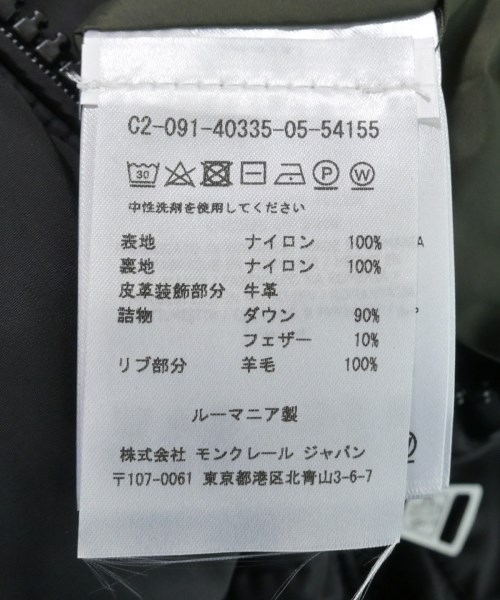 C2-091-40335-05-54155
30 P W
中性洗剤を使用してください
表地 ナイロン 100%
裏地 ナイロン 100%
皮革装飾部分 牛革
詰物 ダウン 90%
フェザー 10%
リブ部分 羊毛 100%
ルーマニア製
株式会社 モンクレール ジャパン
〒107-0061 東京都港区北青山3-6-7
A